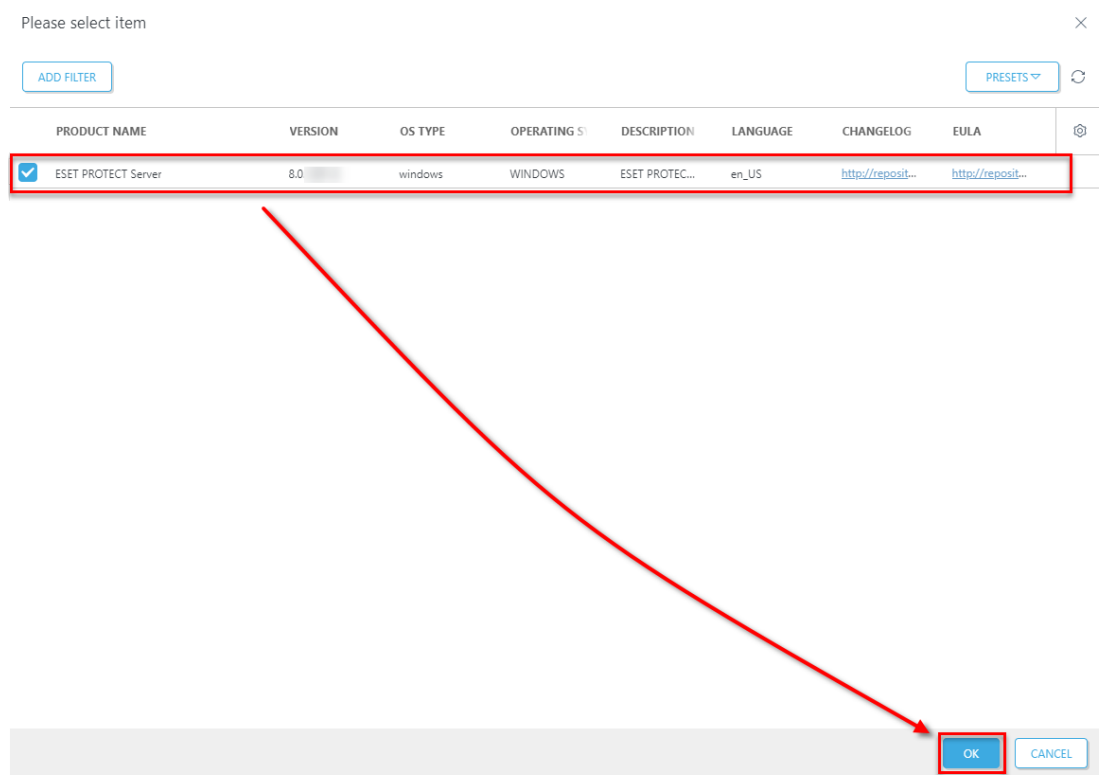 Please select item
ADD FILTER PRESETS
PRODUCT NAME VERSION OS TYPE OPERATING S DESCRIPTION LANGUAGE CHANGELOG EULA
ESET PROTECT Server 8.0 windows WINDOWS ESET PROTEC... en_US http://reposit... http://reposit...
OK CANCEL